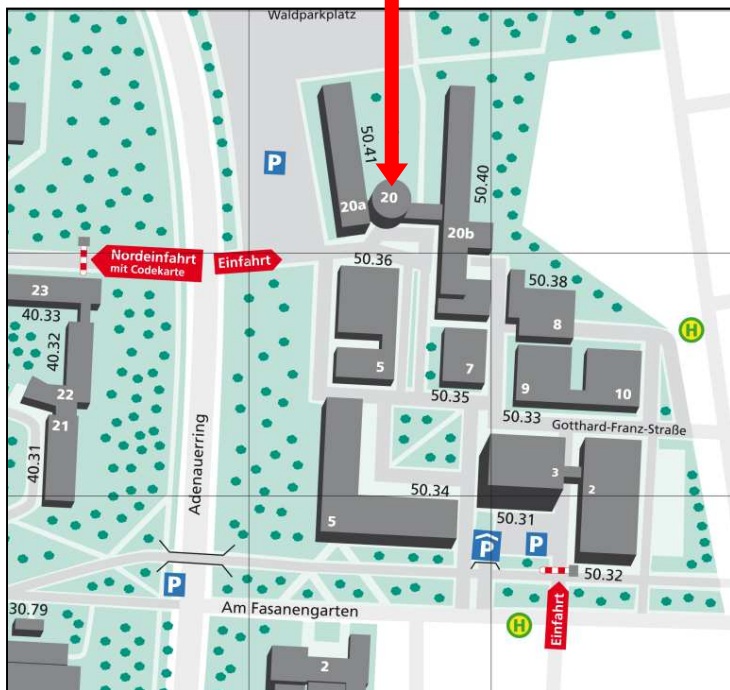 Waldparkplatz
50.41
50.40
P
20
20a
20b
Nordeinfahrt
mit Codekarte
Einfahrt
50.36
50.38
23
40.33
40.32
8
H
5
7
22
9
10
50.35
21
50.33
Gotthard-Franz-Straße
40.31
Adenauerring
3
2
50.34
5
50.31
P
P
50.32
P
30.79
Am Fasanengarten
H
Einfahrt
2